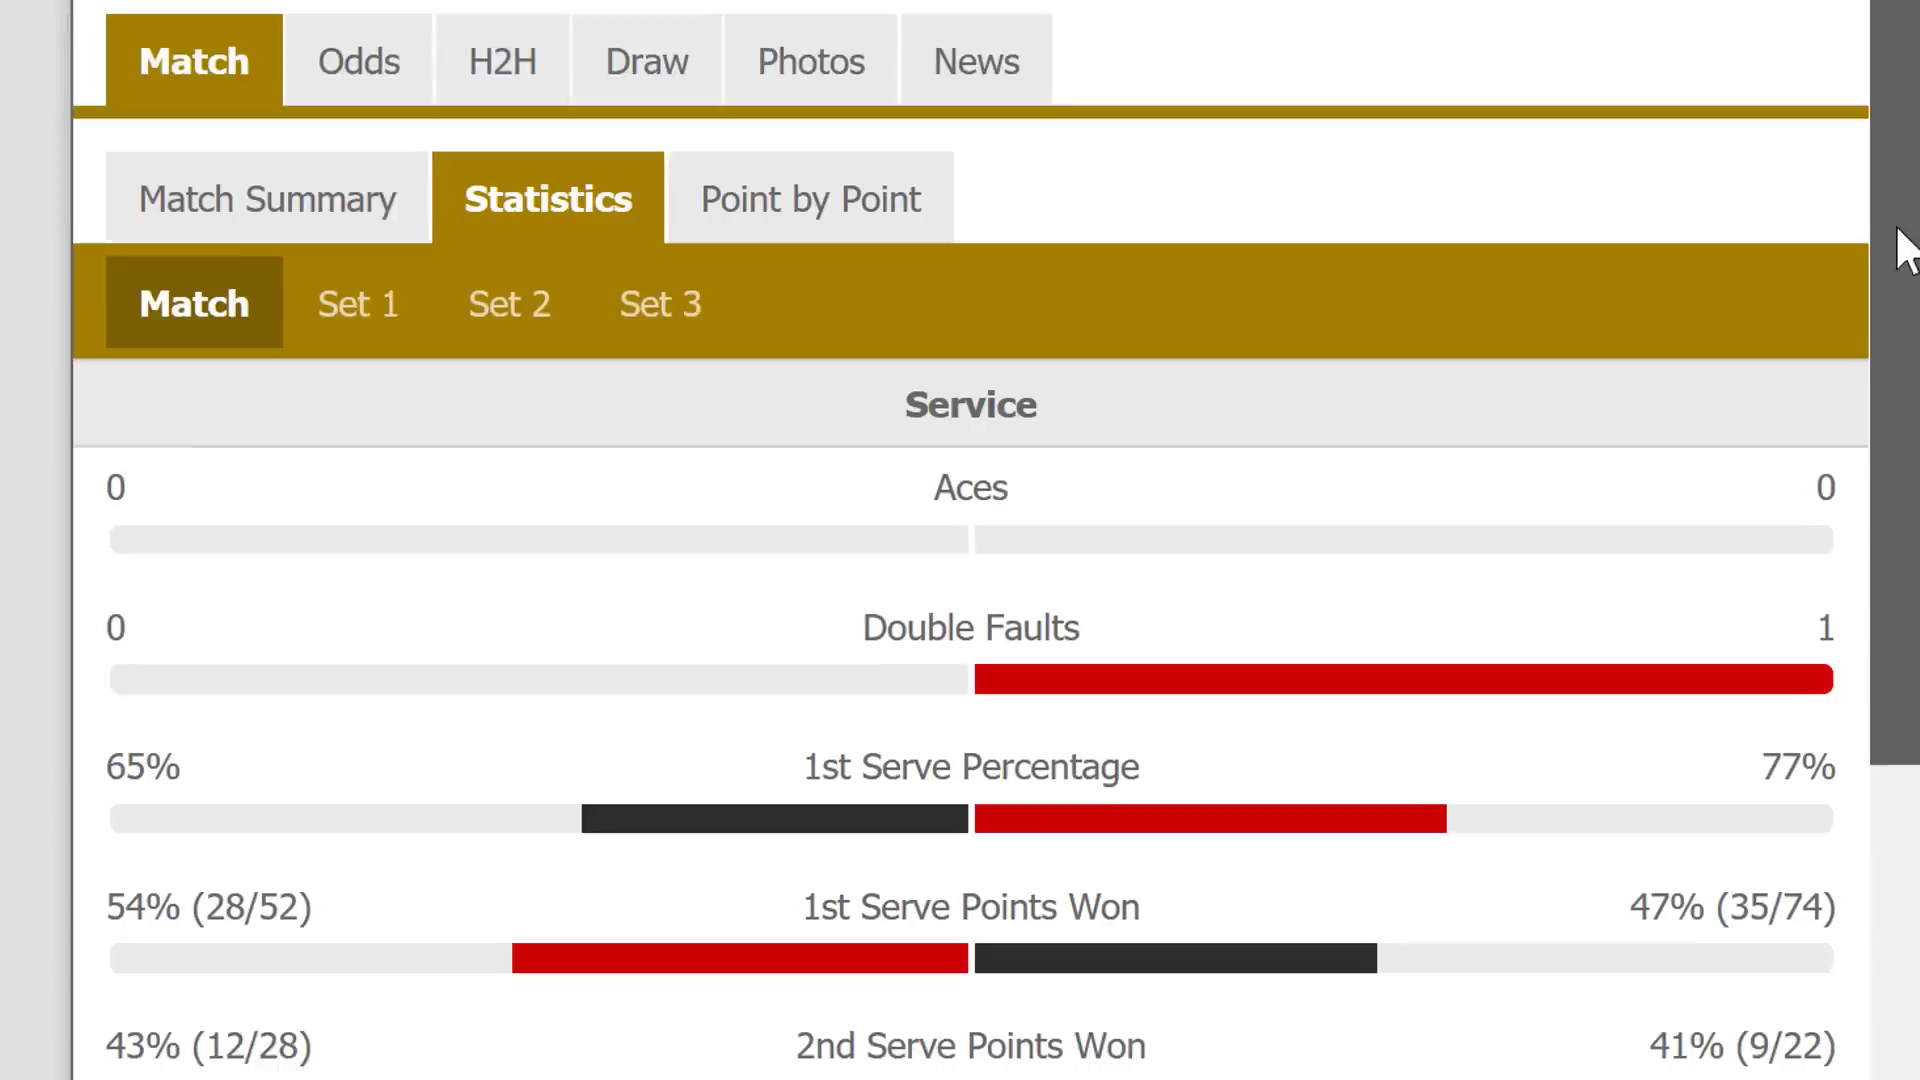 Match Odds H2H Draw Photos News
Match Summary Statistics Point by Point
Match Set 1 Set 2 Set 3
Service
0 Aces 0
0 Double Faults 1
65% 1st Serve Percentage 77%
54% (28/52) 1st Serve Points Won 47% (35/74)
43% (12/28) 2nd Serve Points Won 41% (9/22)